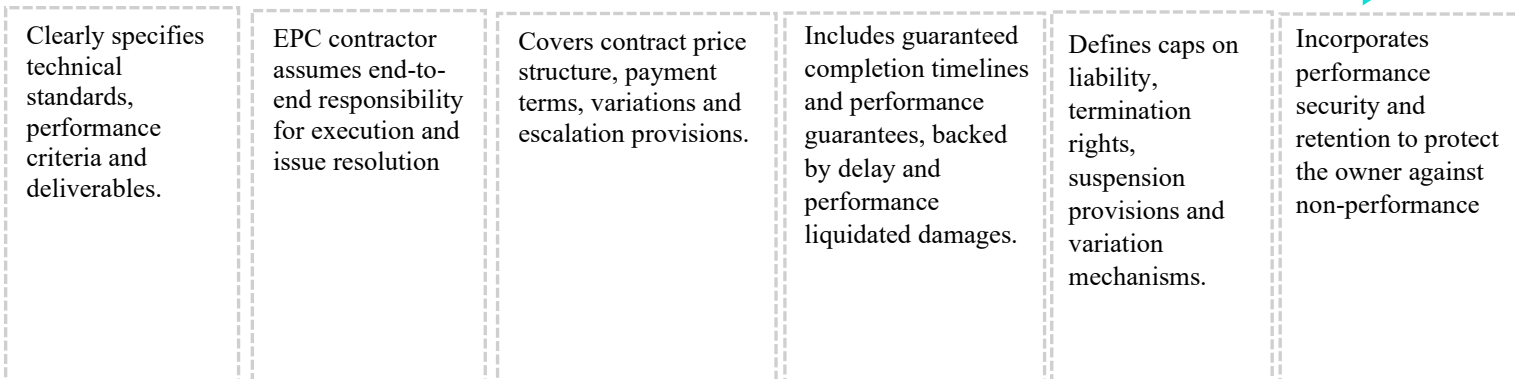 Clearly specifies
technical
standards,
performance
criteria and
deliverables.
EPC contractor
assumes end-to-
end responsibility
for execution and
issue resolution
Covers contract price
structure, payment
terms, variations and
escalation provisions.
Includes guaranteed
completion timelines
and performance
guarantees, backed
by delay and
performance
liquidated damages.
Defines caps on
liability,
termination
rights,
suspension
provisions and
variation
mechanisms.
Incorporates
performance
security and
retention to protect
the owner against
non-performance